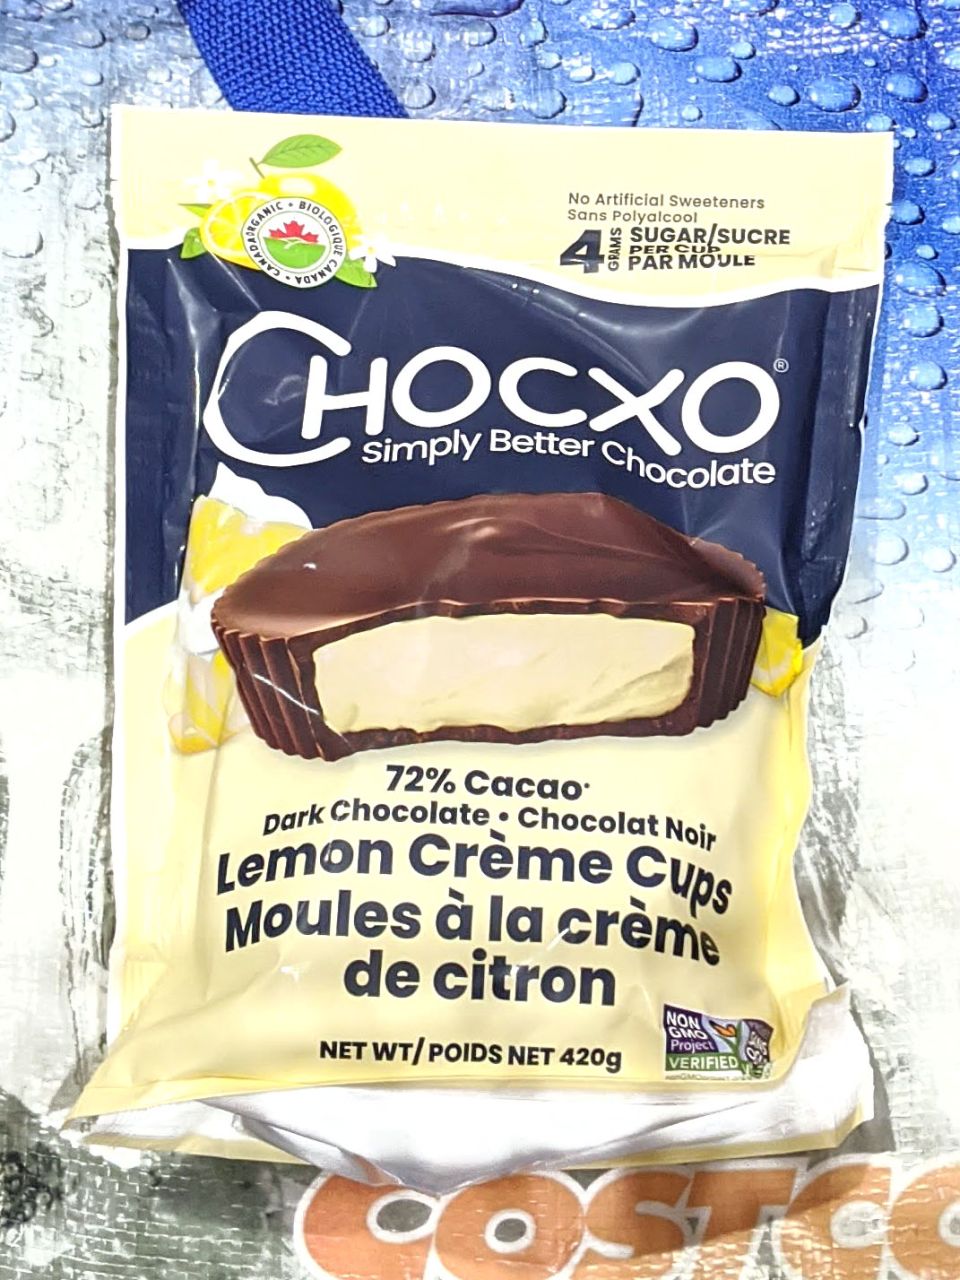 CANADA ORGANIC • BIOLOGIQUE CANADA •
No Artificial Sweeteners
Sans Polyalcool
4 GRAMS SUGAR/SUCRE
PER CUP
PAR MOULE
CHOCXO®
Simply Better Chocolate
72% Cacao*
Dark Chocolate • Chocolat Noir
Lemon Crème Cups
Moules à la crème
de citron
NET WT/ POIDS NET 420g
NON
GMO
Project
VERIFIED
COSTCO